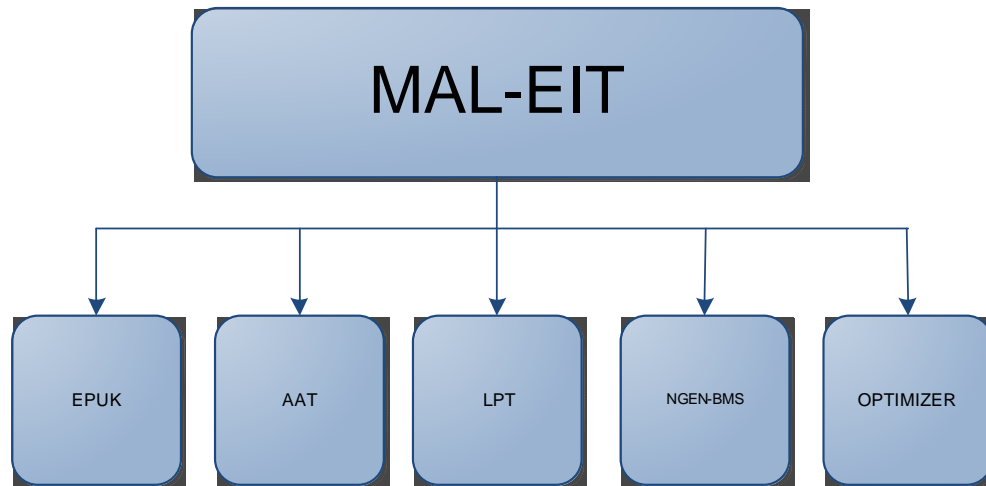 MAL-EIT
EPUK
AAT
LPT
NGEN-BMS
OPTIMIZER